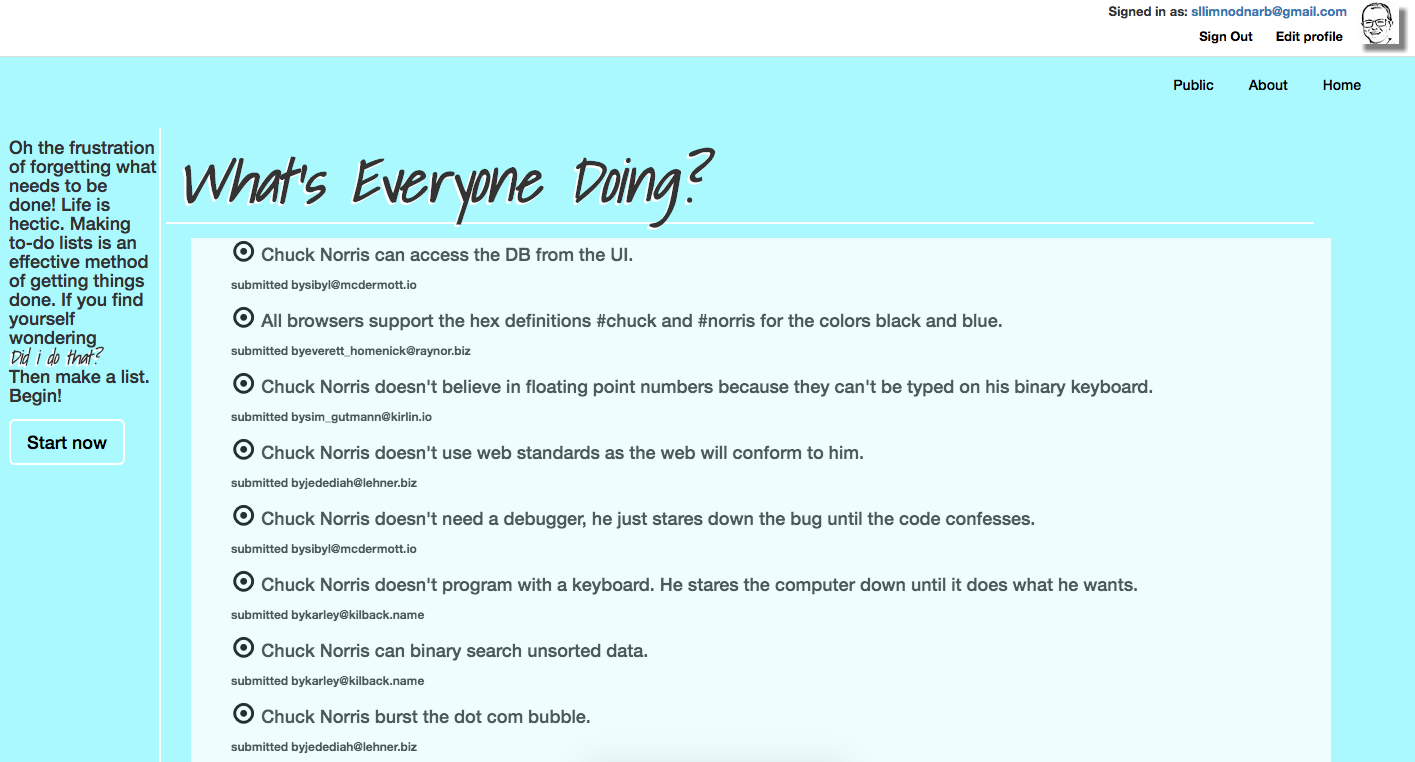 Signed in as: sllimnodnarb@gmail.com
Sign Out Edit profile
Public About Home
Oh the frustration
of forgetting what
needs to be
done! Life is
hectic. Making
to-do lists is an
effective method
of getting things
done. If you find
yourself
wondering
Did i do that?
Then make a list.
Begin!
Start now
What's Everyone Doing?
Chuck Norris can access the DB from the UI.
submitted bysibyl@mcdermott.io
All browsers support the hex definitions #chuck and #norris for the colors black and blue.
submitted byeverett_homenick@raynor.biz
Chuck Norris doesn't believe in floating point numbers because they can't be typed on his binary keyboard.
submitted bysim_gutmann@kirlin.io
Chuck Norris doesn't use web standards as the web will conform to him.
submitted byjedediah@lehner.biz
Chuck Norris doesn't need a debugger, he just stares down the bug until the code confesses.
submitted bysibyl@mcdermott.io
Chuck Norris doesn't program with a keyboard. He stares the computer down until it does what he wants.
submitted bykarley@kilback.name
Chuck Norris can binary search unsorted data.
submitted bykarley@kilback.name
Chuck Norris burst the dot com bubble.
submitted byjedediah@lehner.biz